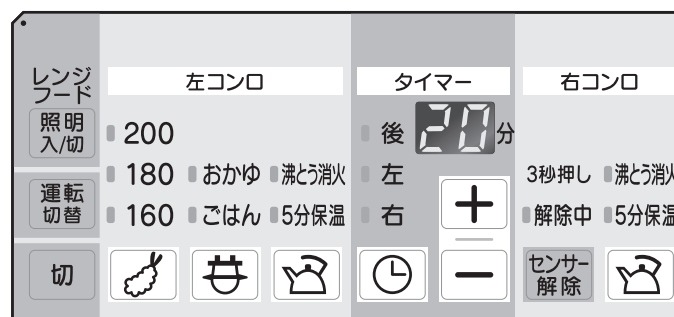 レンジ
フード
照明
入/切
運転
切替
切
左コンロ
200
180 おかゆ 沸とう消火
160 ごはん 5分保温
タイマー
後 20分
左
右
+
−
右コンロ
3秒押し 沸とう消火
解除中 5分保温
センサー
解除